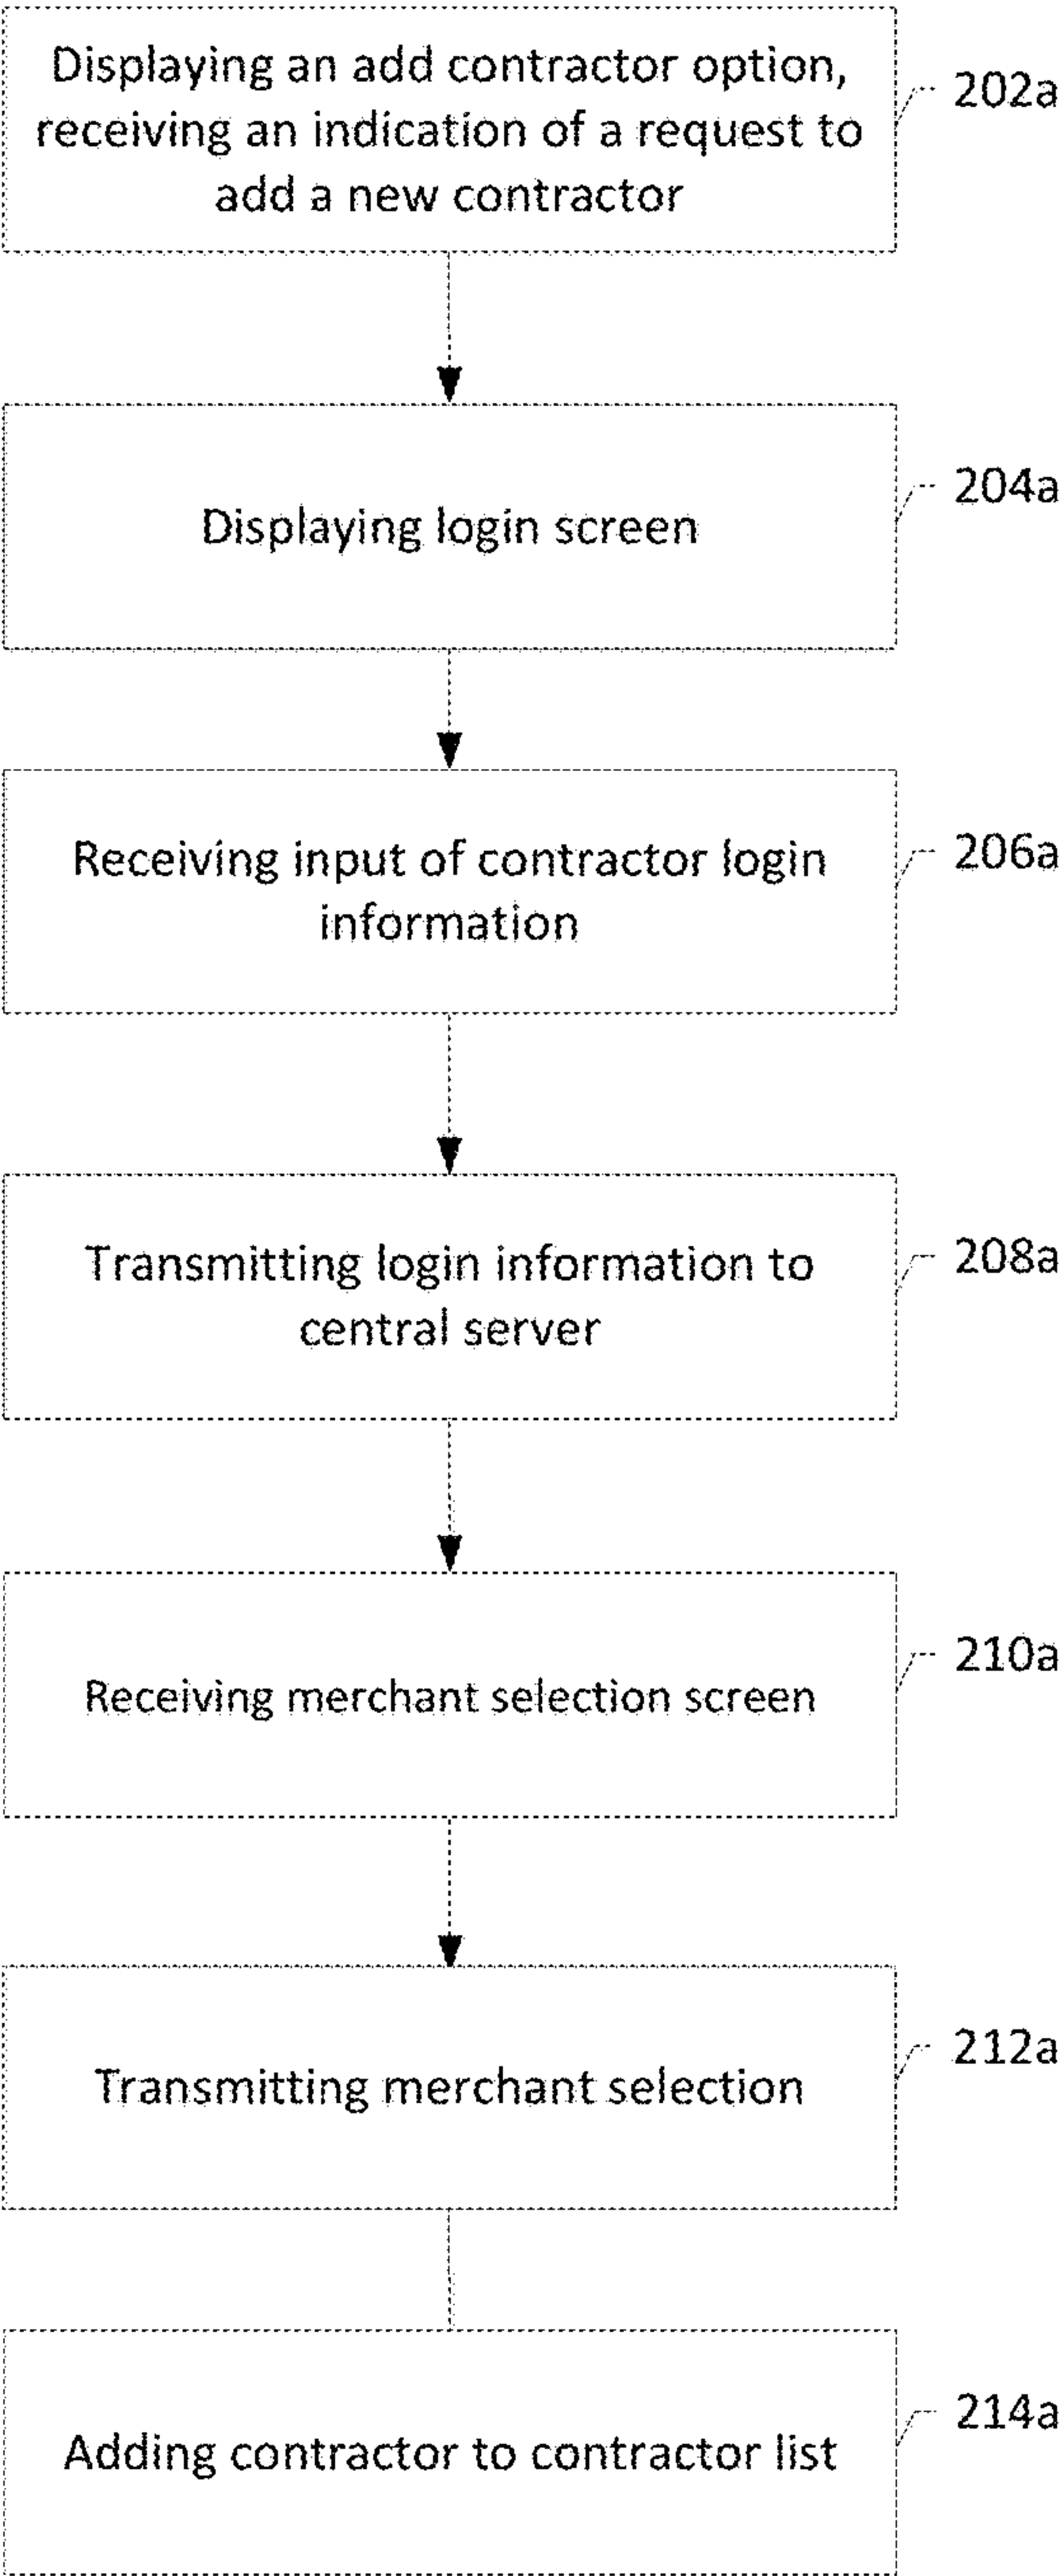 Displaying an add contractor option,
receiving an indication of a request to
add a new contractor
202a
Displaying login screen
204a
Receiving input of contractor login
information
206a
Transmitting login information to
central server
208a
Receiving merchant selection screen
210a
Transmitting merchant selection
212a
Adding contractor to contractor list
214a